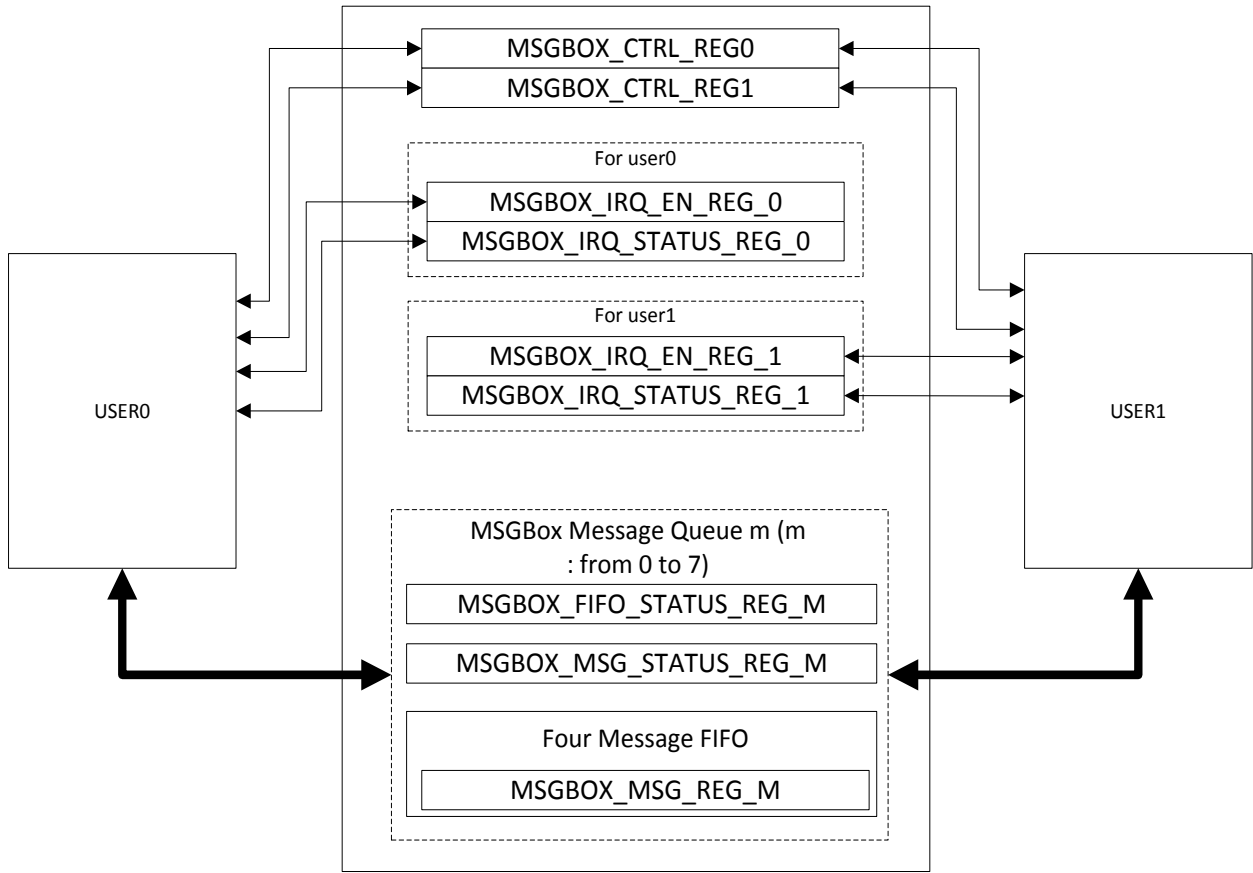 MSGBOX_CTRL_REG0
MSGBOX_CTRL_REG1
For user0
MSGBOX_IRQ_EN_REG_0
MSGBOX_IRQ_STATUS_REG_0
For user1
MSGBOX_IRQ_EN_REG_1
MSGBOX_IRQ_STATUS_REG_1
USER0
USER1
MSGBox Message Queue m (m
: from 0 to 7)
MSGBOX_FIFO_STATUS_REG_M
MSGBOX_MSG_STATUS_REG_M
Four Message FIFO
MSGBOX_MSG_REG_M